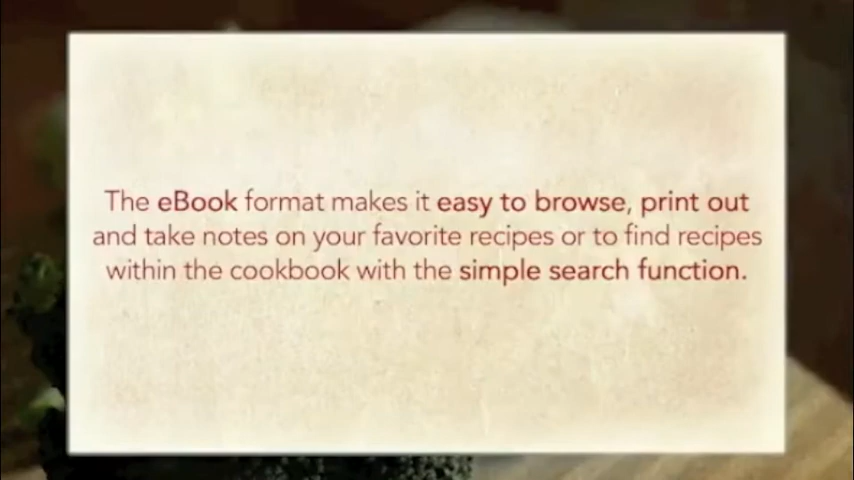 The eBook format makes it easy to browse, print out
and take notes on your favorite recipes or to find recipes
within the cookbook with the simple search function.